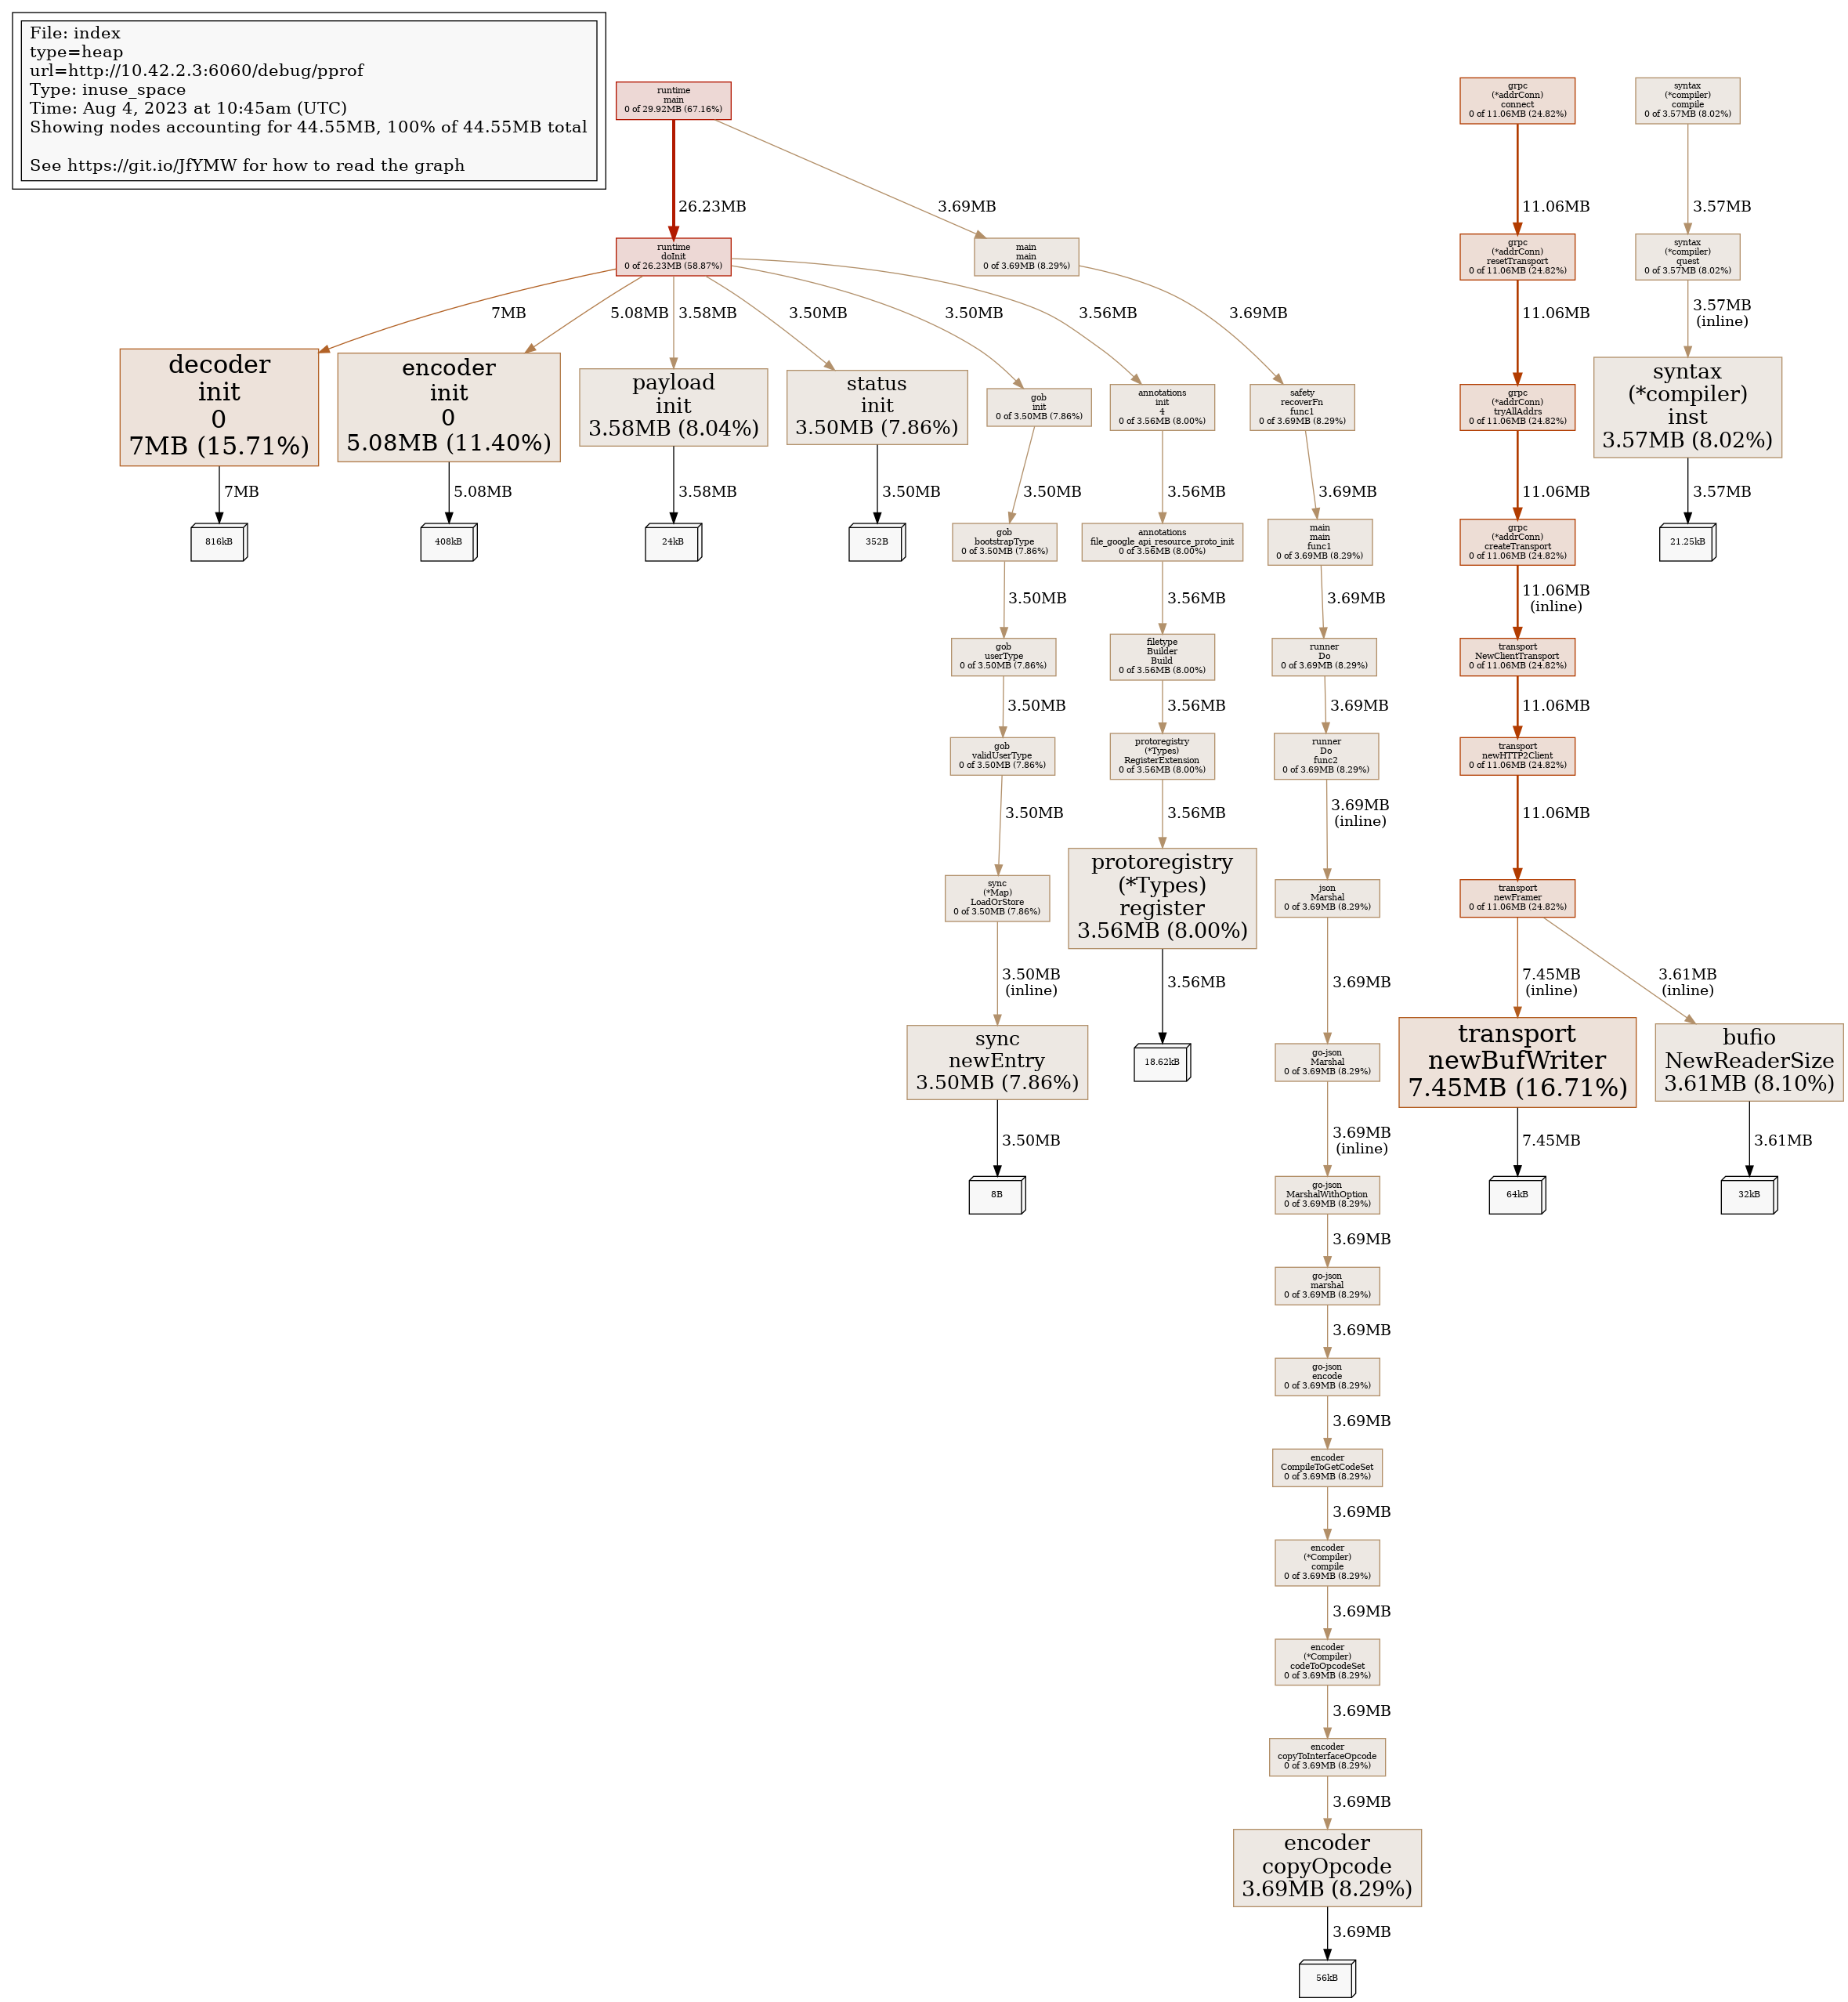 File: index
type=heap
url=http://10.42.2.3:6060/debug/pprof
Type: inuse_space
Time: Aug 4, 2023 at 10:45am (UTC)
Showing nodes accounting for 44.55MB, 100% of 44.55MB total
See https://git.io/JfYMW for how to read the graph
runtime
main
0 of 29.92MB (67.16%)
grpc
(*addrConn)
connect
0 of 11.06MB (24.82%)
syntax
(*compiler)
compile
0 of 3.57MB (8.02%)
26.23MB
3.69MB
11.06MB
3.57MB
runtime
doInit
0 of 26.23MB (58.87%)
main
main
0 of 3.69MB (8.29%)
grpc
(*addrConn)
resetTransport
0 of 11.06MB (24.82%)
syntax
(*compiler)
quest
0 of 3.57MB (8.02%)
7MB
5.08MB
3.58MB
3.50MB
3.50MB
3.56MB
3.69MB
11.06MB
3.57MB
(inline)
decoder
init
0
7MB (15.71%)
encoder
init
0
5.08MB (11.40%)
payload
init
3.58MB (8.04%)
status
init
3.50MB (7.86%)
gob
init
0 of 3.50MB (7.86%)
annotations
init
4
0 of 3.56MB (8.00%)
safety
recoverFn
func1
0 of 3.69MB (8.29%)
grpc
(*addrConn)
tryAllAddrs
0 of 11.06MB (24.82%)
syntax
(*compiler)
inst
3.57MB (8.02%)
7MB
5.08MB
3.58MB
3.50MB
3.50MB
3.56MB
3.69MB
11.06MB
3.57MB
816kB
408kB
24kB
352B
gob
bootstrapType
0 of 3.50MB (7.86%)
annotations
file_google_api_resource_proto_init
0 of 3.56MB (8.00%)
main
main
func1
0 of 3.69MB (8.29%)
grpc
(*addrConn)
createTransport
0 of 11.06MB (24.82%)
21.25kB
3.50MB
3.56MB
3.69MB
11.06MB
(inline)
gob
userType
0 of 3.50MB (7.86%)
filetype
Builder
Build
0 of 3.56MB (8.00%)
runner
Do
0 of 3.69MB (8.29%)
transport
NewClientTransport
0 of 11.06MB (24.82%)
3.50MB
3.56MB
3.69MB
11.06MB
gob
validUserType
0 of 3.50MB (7.86%)
protoregistry
(*Types)
RegisterExtension
0 of 3.56MB (8.00%)
runner
Do
func2
0 of 3.69MB (8.29%)
transport
newHTTP2Client
0 of 11.06MB (24.82%)
3.50MB
3.56MB
3.69MB
(inline)
11.06MB
sync
(*Map)
LoadOrStore
0 of 3.50MB (7.86%)
protoregistry
(*Types)
register
3.56MB (8.00%)
json
Marshal
0 of 3.69MB (8.29%)
transport
newFramer
0 of 11.06MB (24.82%)
3.50MB
(inline)
3.56MB
3.69MB
7.45MB
(inline)
3.61MB
(inline)
sync
newEntry
3.50MB (7.86%)
18.62kB
go-json
Marshal
0 of 3.69MB (8.29%)
transport
newBufWriter
7.45MB (16.71%)
bufio
NewReaderSize
3.61MB (8.10%)
3.50MB
3.69MB
(inline)
7.45MB
3.61MB
8B
go-json
MarshalWithOption
0 of 3.69MB (8.29%)
64kB
32kB
3.69MB
go-json
marshal
0 of 3.69MB (8.29%)
3.69MB
go-json
encode
0 of 3.69MB (8.29%)
3.69MB
encoder
CompileToGetCodeSet
0 of 3.69MB (8.29%)
3.69MB
encoder
(*Compiler)
compile
0 of 3.69MB (8.29%)
3.69MB
encoder
(*Compiler)
codeToOpcodeSet
0 of 3.69MB (8.29%)
3.69MB
encoder
copyToInterfaceOpcode
0 of 3.69MB (8.29%)
3.69MB
encoder
copyOpcode
3.69MB (8.29%)
3.69MB
56kB